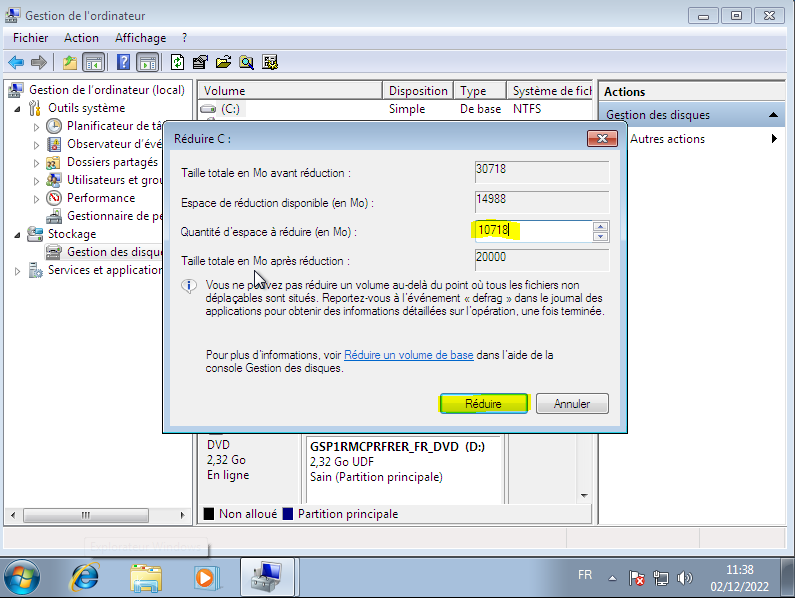 Gestion de l'ordinateur
Fichier Action Affichage ?
Gestion de l'ordinateur (local)
Outils système
Planificateur de tâ
Observateur d'évé
Dossiers partagés
Utilisateurs et grou
Performance
Gestionnaire de pé
Stockage
Gestion des disqu
Services et application
Volume Disposition Type Système de fich
(C:) Simple De base NTFS
Actions
Gestion des disques
Autres actions
Réduire C :
Taille totale en Mo avant réduction : 30718
Espace de réduction disponible (en Mo) : 14988
Quantité d'espace à réduire (en Mo) : 10718
Taille totale en Mo après réduction : 20000
Vous ne pouvez pas réduire un volume au-delà du point où tous les fichiers non
déplaçables sont situés. Reportez-vous à l'événement « defrag » dans le journal des
applications pour obtenir des informations détaillées sur l'opération, une fois terminée.
Pour plus d'informations, voir Réduire un volume de base dans l'aide de la
console Gestion des disques.
Réduire Annuler
DVD
2,32 Go
En ligne
GSP1RMCPRFRER_FR_DVD (D:)
2,32 Go UDF
Sain (Partition principale)
Non alloué Partition principale
FR
11:38
02/12/2022